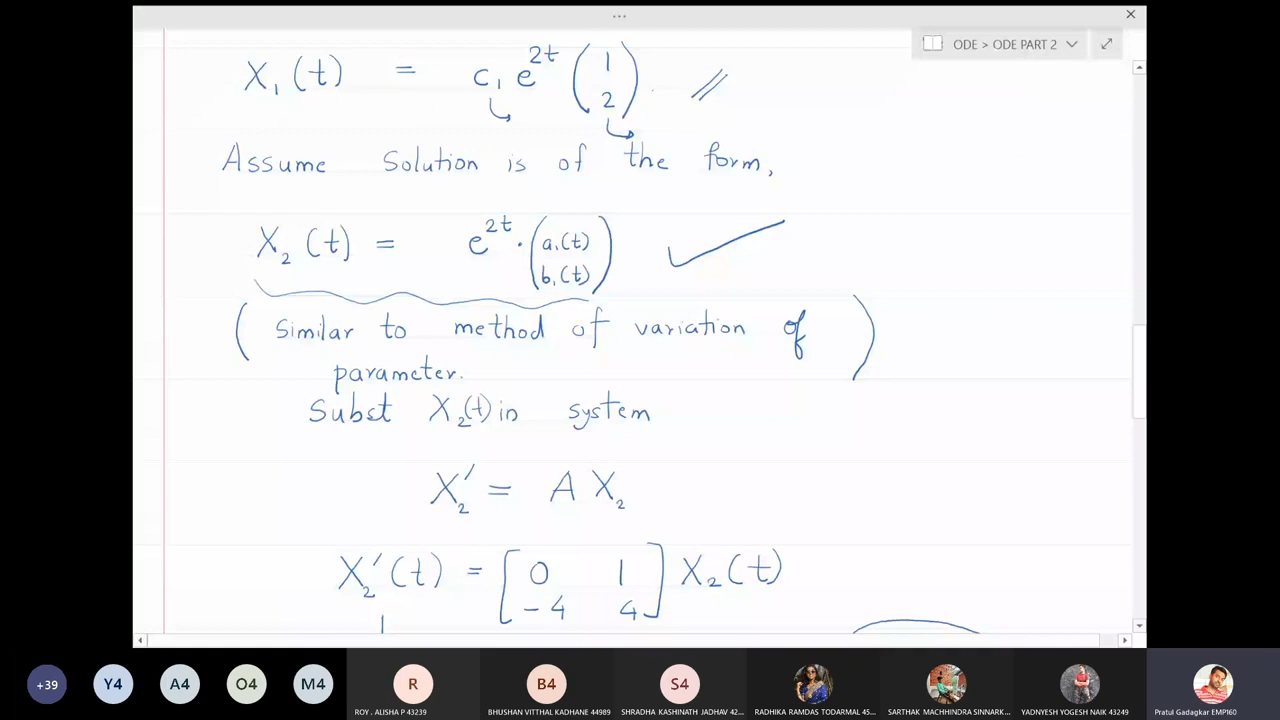 ODE > ODE PART 2
X₁(t) = c₁ e^{2t} (1 2)
Assume Solution is of the form,
X₂(t) = e^{2t} · (a₁(t) b₁(t))
(Similar to method of variation of
parameter.)
Subst X₂(t) in system
X₂' = A X₂
X₂'(t) = [0 1
-4 4] X₂(t)
+39 Y4 A4 O4 M4 R B4 S4
ROY . ALISHA P 43239 BHUSHAN VITTHAL KADHANE 44989 SHRADHA KASHINATH JADHAV 42... RADHIKA RAMDAS TODARMAL 45... SARTHAK MACHHINDRA SINNARK... YADNYESH YOGESH NAIK 43249 Pratul Gadagkar EMPI60